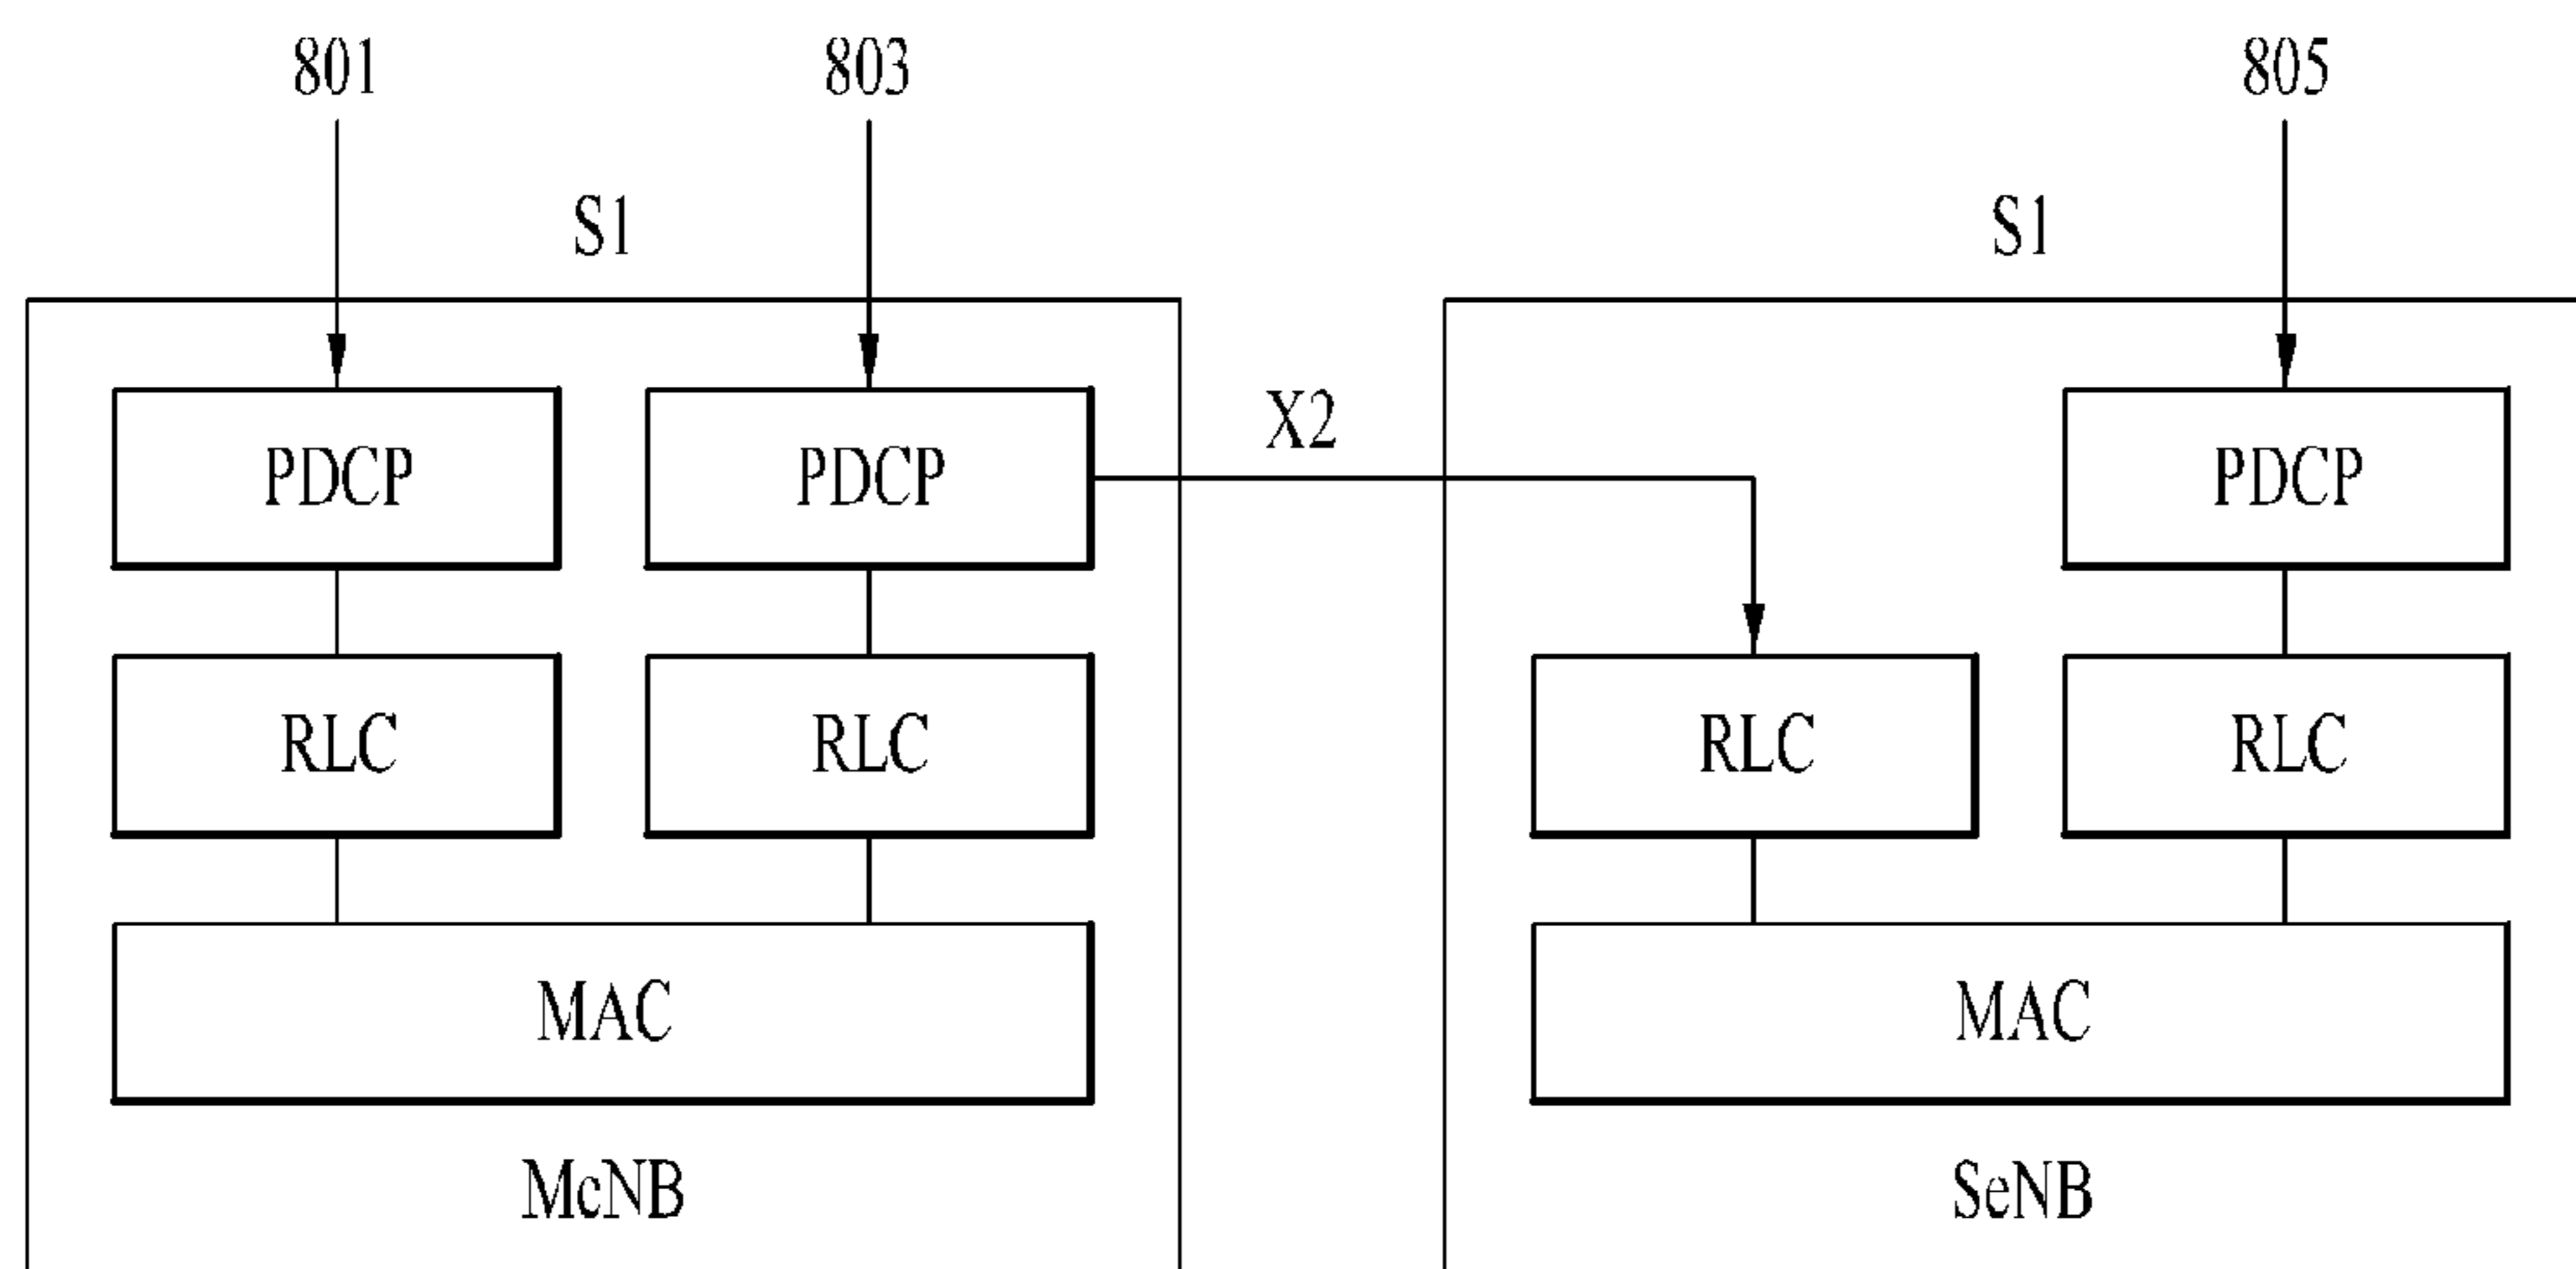 801 803 805
S1 S1
X2
PDCP PDCP PDCP
RLC RLC RLC RLC
MAC MAC
McNB SeNB